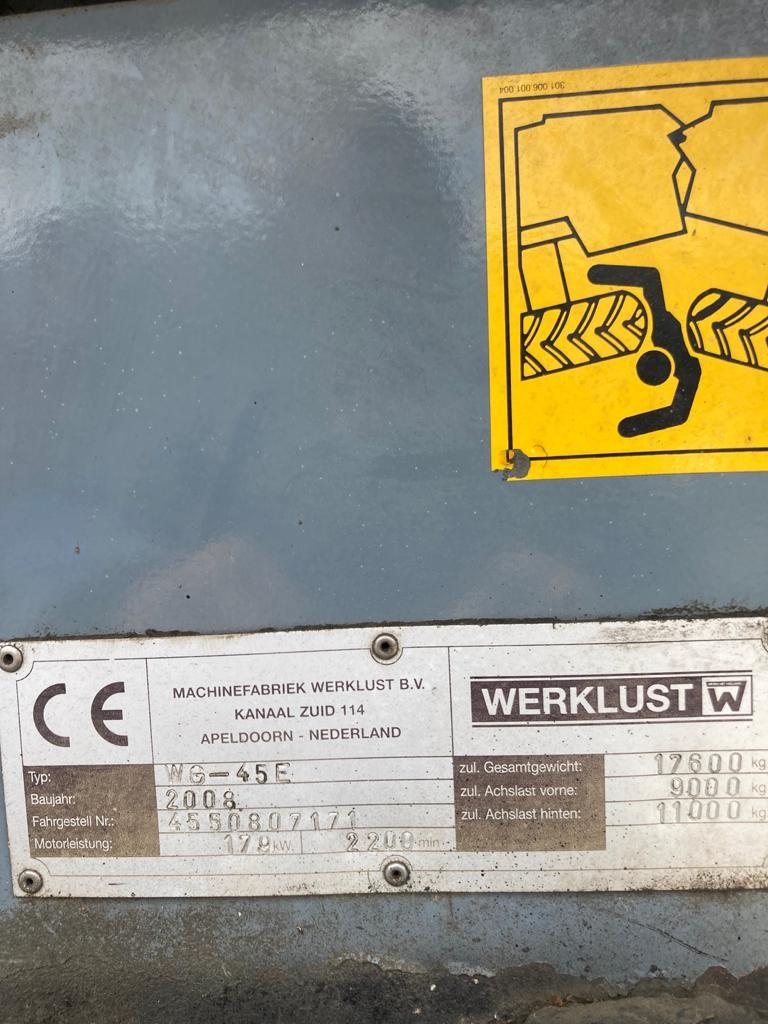 301.006.001.004
CE
MACHINEFABRIEK WERKLUST B.V.
KANAAL ZUID 114
APELDOORN - NEDERLAND
WERKLUST W
Typ: WG-45E
Baujahr: 2008
Fahrgestell Nr.: 4550807171
Motorleistung: 179 kW. 2200 min
zul. Gesamtgewicht: 17600 kg
zul. Achslast vorne: 9000 kg
zul. Achslast hinten: 11000 kg